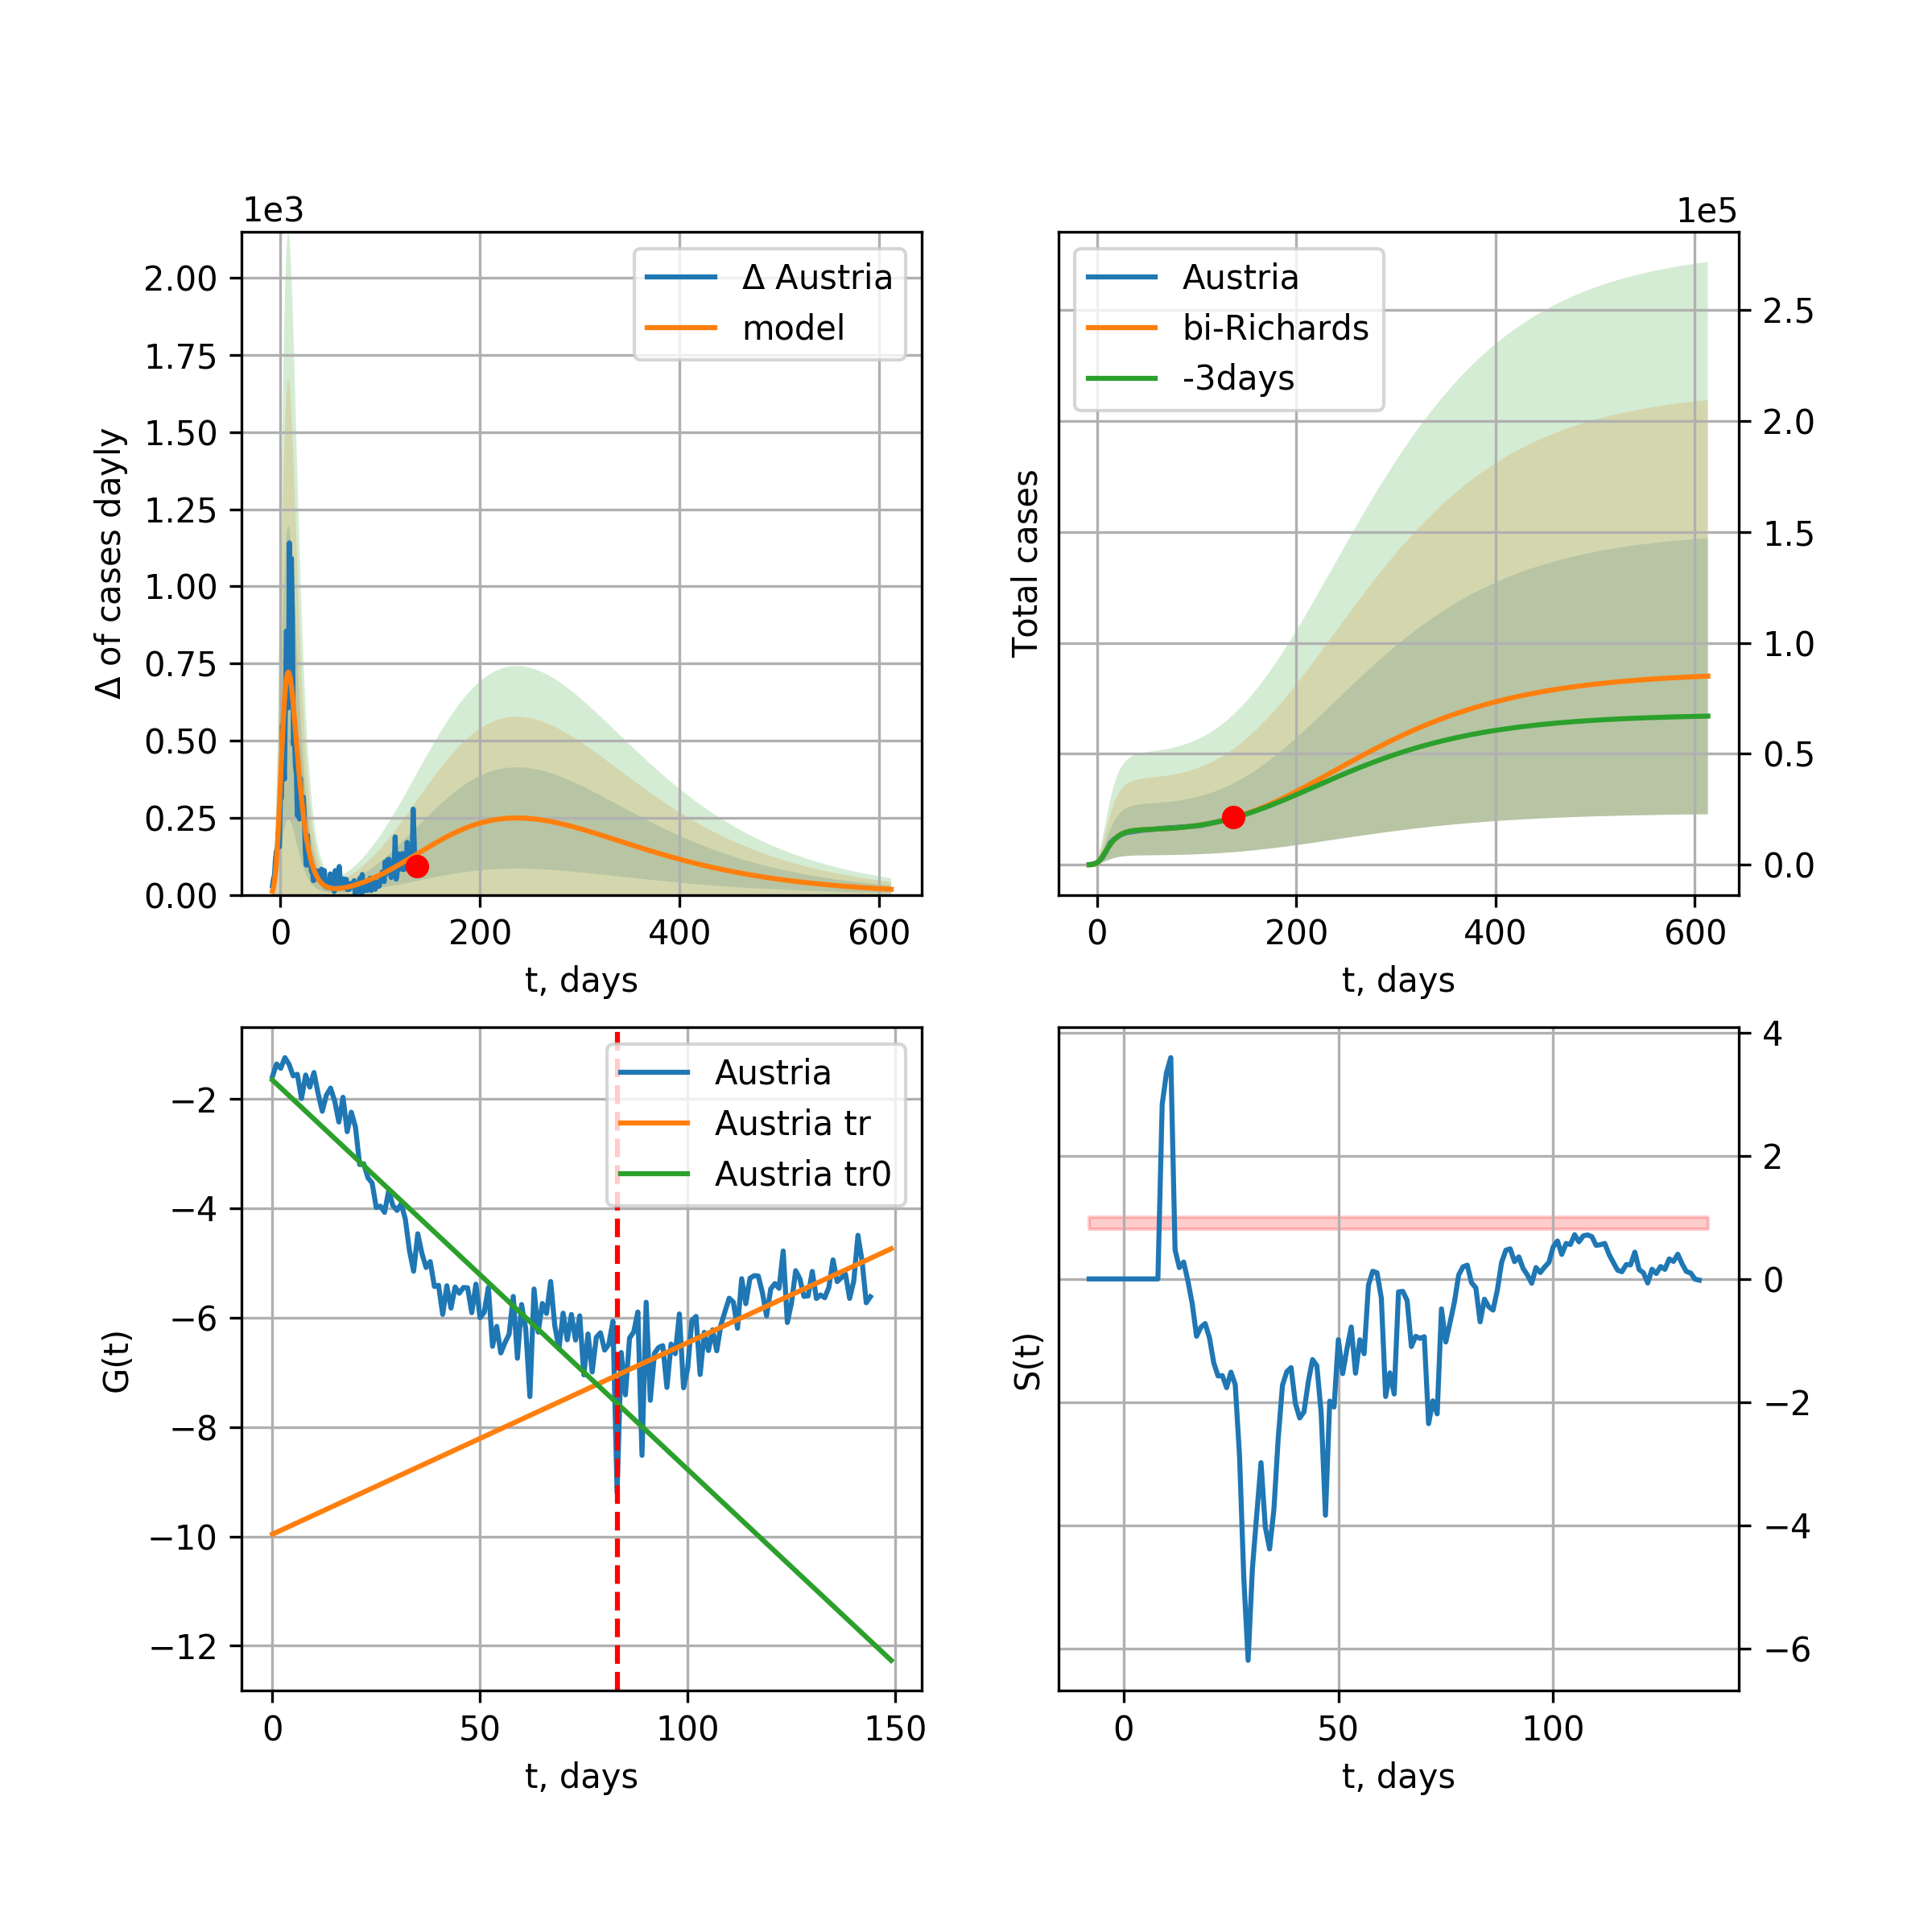 1e3
2.00
1.75
1.50
1.25
1.00
0.75
0.50
0.25
0.00
Δ of cases dayly
Δ Austria
model
0 200 400 600
t, days
1e5
Austria
bi-Richards
-3days
Total cases
2.5
2.0
1.5
1.0
0.5
0.0
0 200 400 600
t, days
Austria
Austria tr
Austria tr0
G(t)
−2
−4
−6
−8
−10
−12
0 50 100 150
t, days
S(t)
4
2
0
−2
−4
−6
0 50 100
t, days